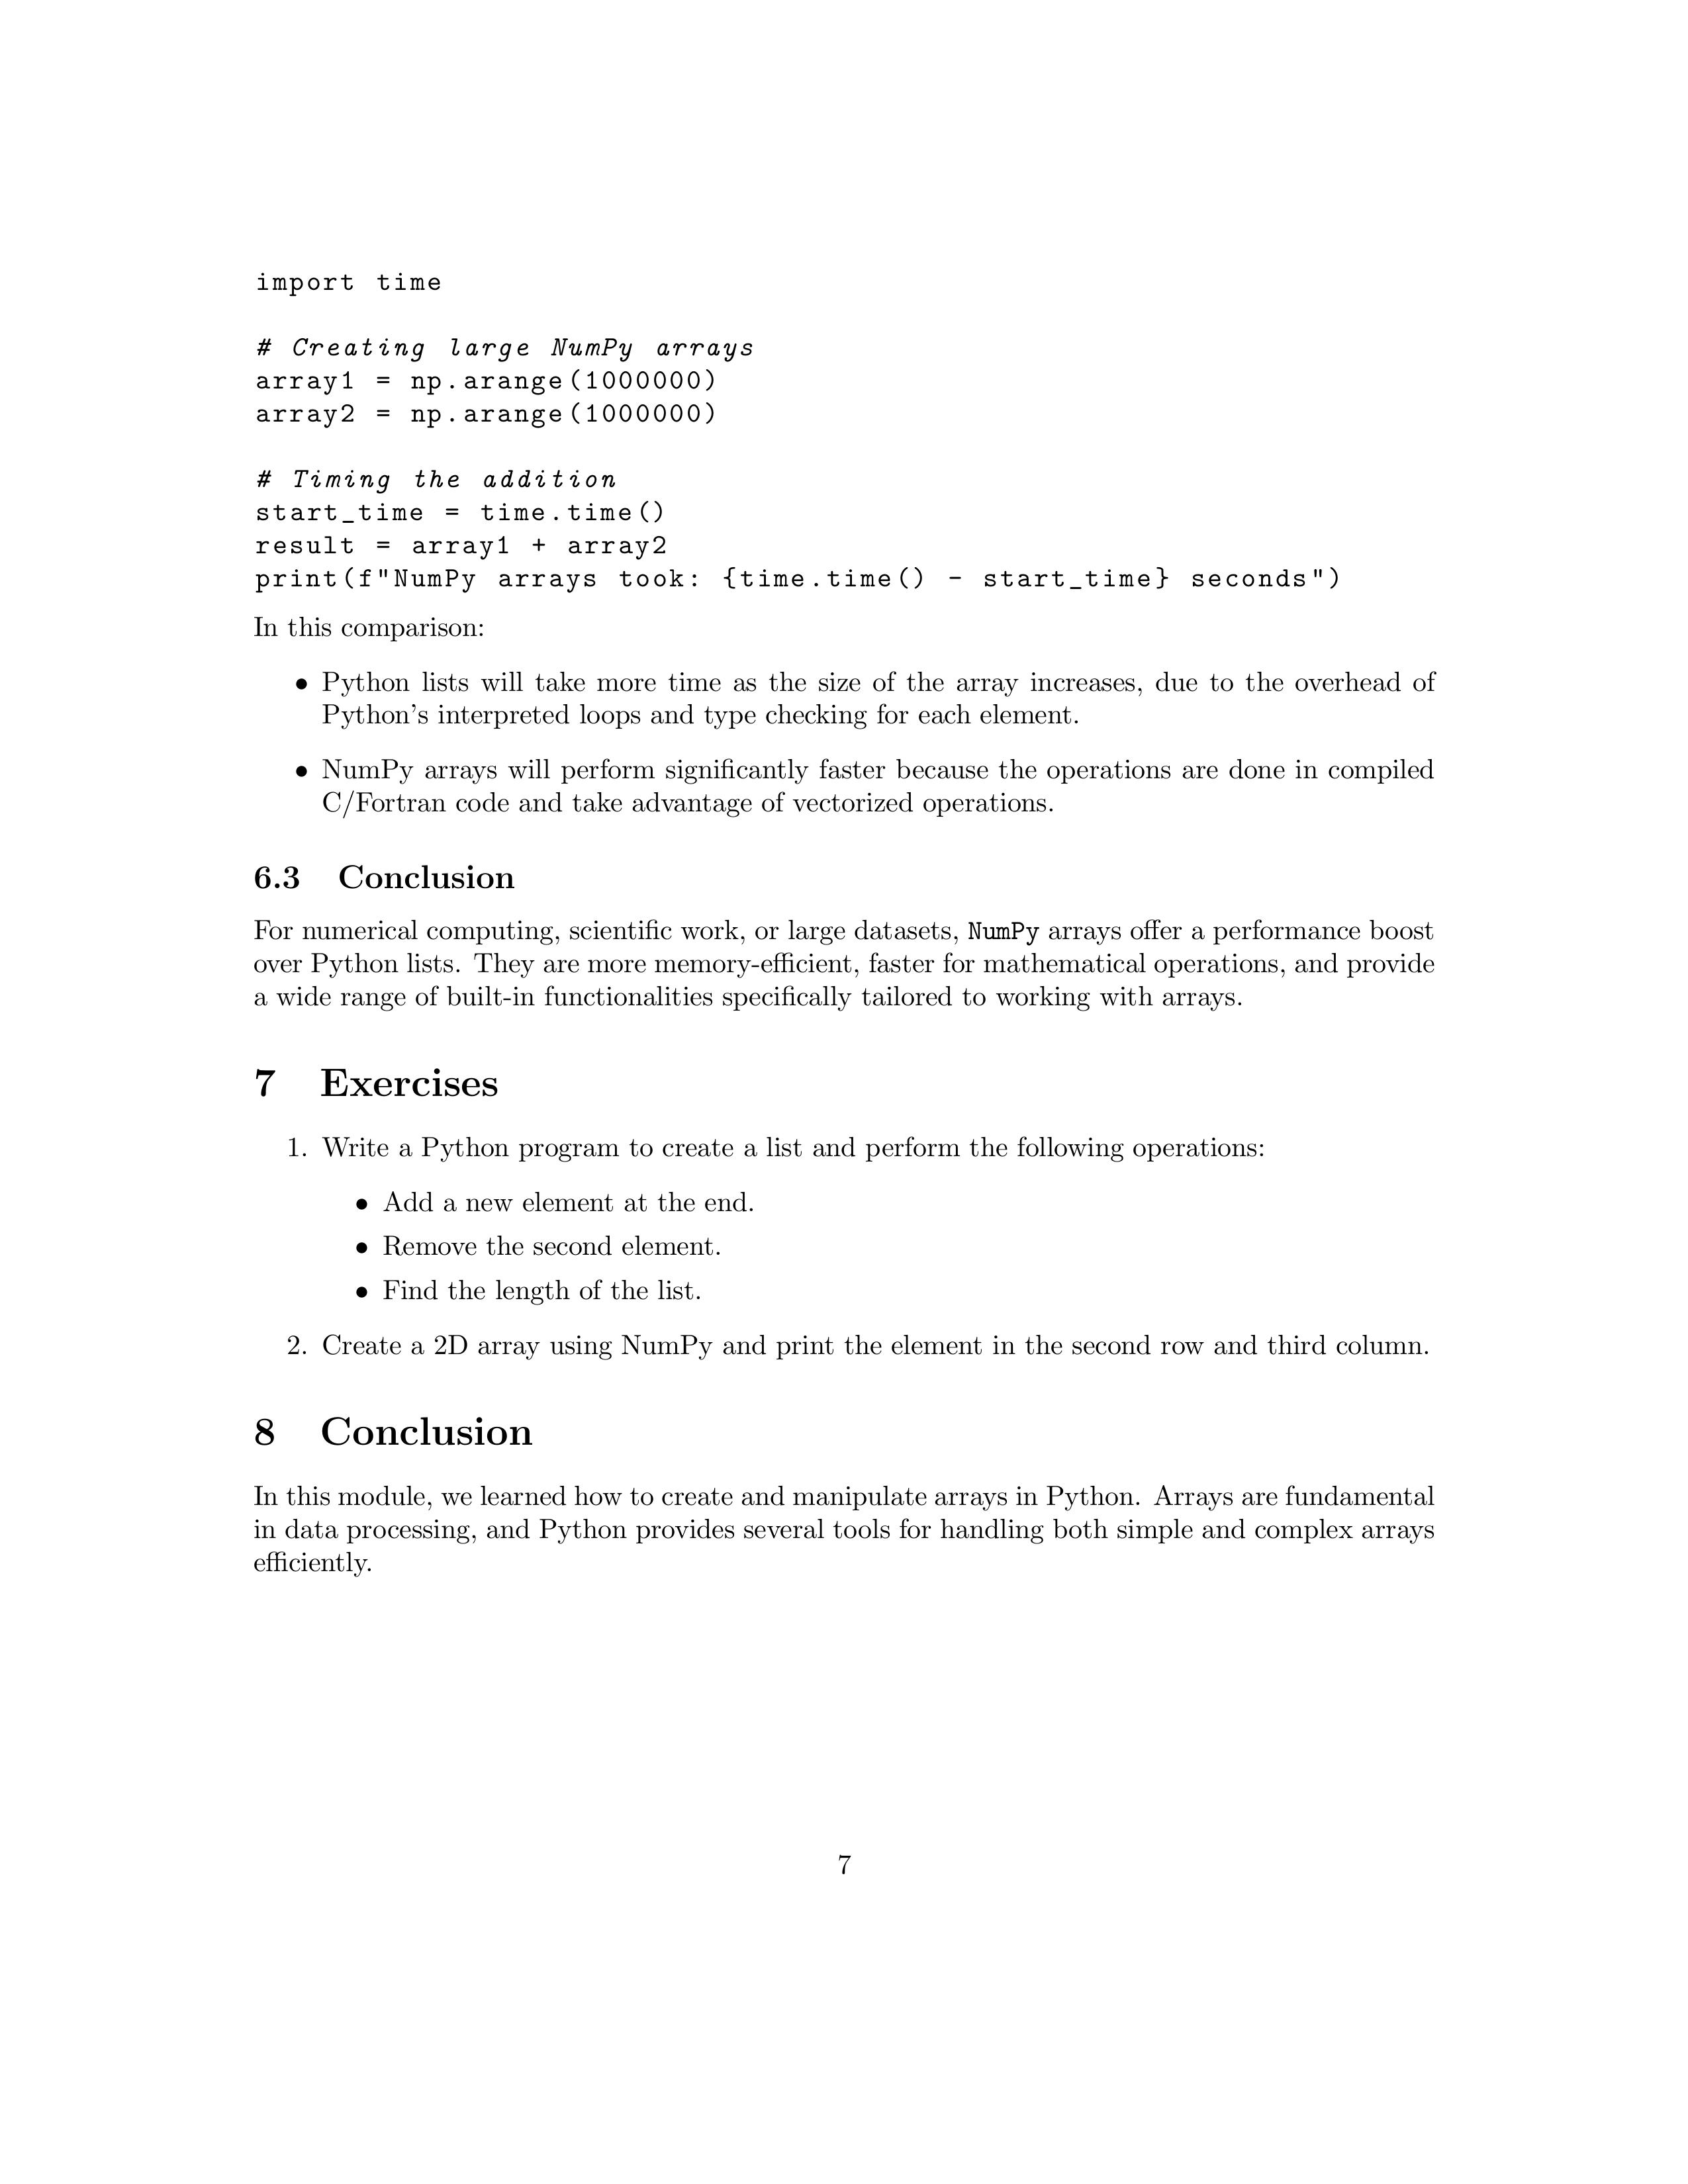 import time
# Creating large NumPy arrays
array1 = np.arange(1000000)
array2 = np.arange(1000000)
# Timing the addition
start_time = time.time()
result = array1 + array2
print(f"NumPy arrays took: {time.time() - start_time} seconds")
In this comparison:
• Python lists will take more time as the size of the array increases, due to the overhead of
Python's interpreted loops and type checking for each element.
• NumPy arrays will perform significantly faster because the operations are done in compiled
C/Fortran code and take advantage of vectorized operations.
6.3 Conclusion
For numerical computing, scientific work, or large datasets, NumPy arrays offer a performance boost
over Python lists. They are more memory-efficient, faster for mathematical operations, and provide
a wide range of built-in functionalities specifically tailored to working with arrays.
7 Exercises
1. Write a Python program to create a list and perform the following operations:
• Add a new element at the end.
• Remove the second element.
• Find the length of the list.
2. Create a 2D array using NumPy and print the element in the second row and third column.
8 Conclusion
In this module, we learned how to create and manipulate arrays in Python. Arrays are fundamental
in data processing, and Python provides several tools for handling both simple and complex arrays
efficiently.
7